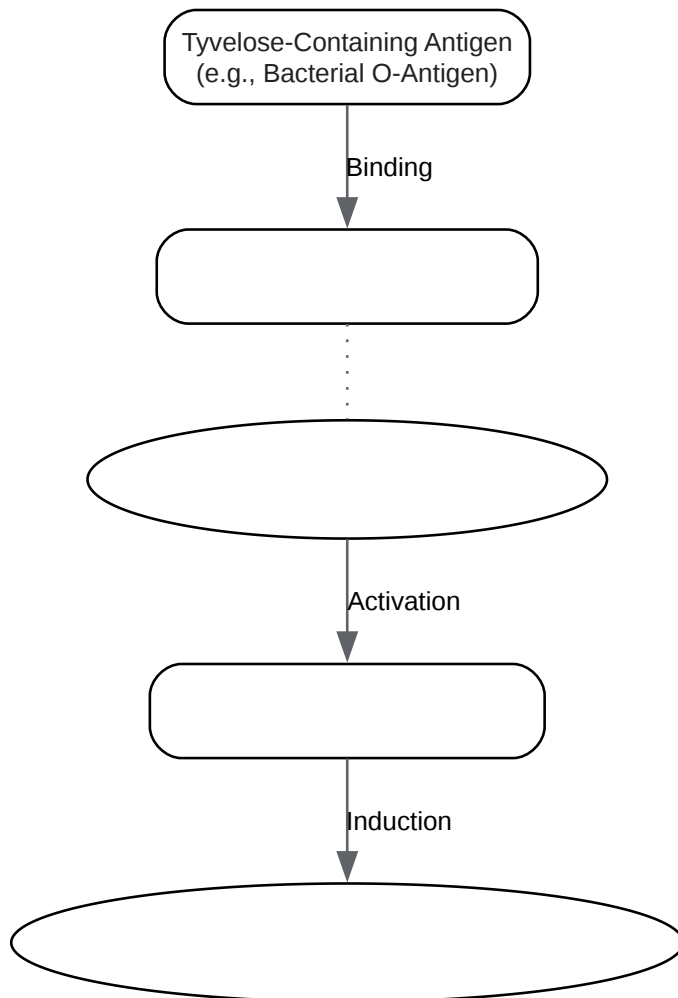 Tyvelose-Containing Antigen
(e.g., Bacterial O-Antigen)
Binding
Activation
Induction